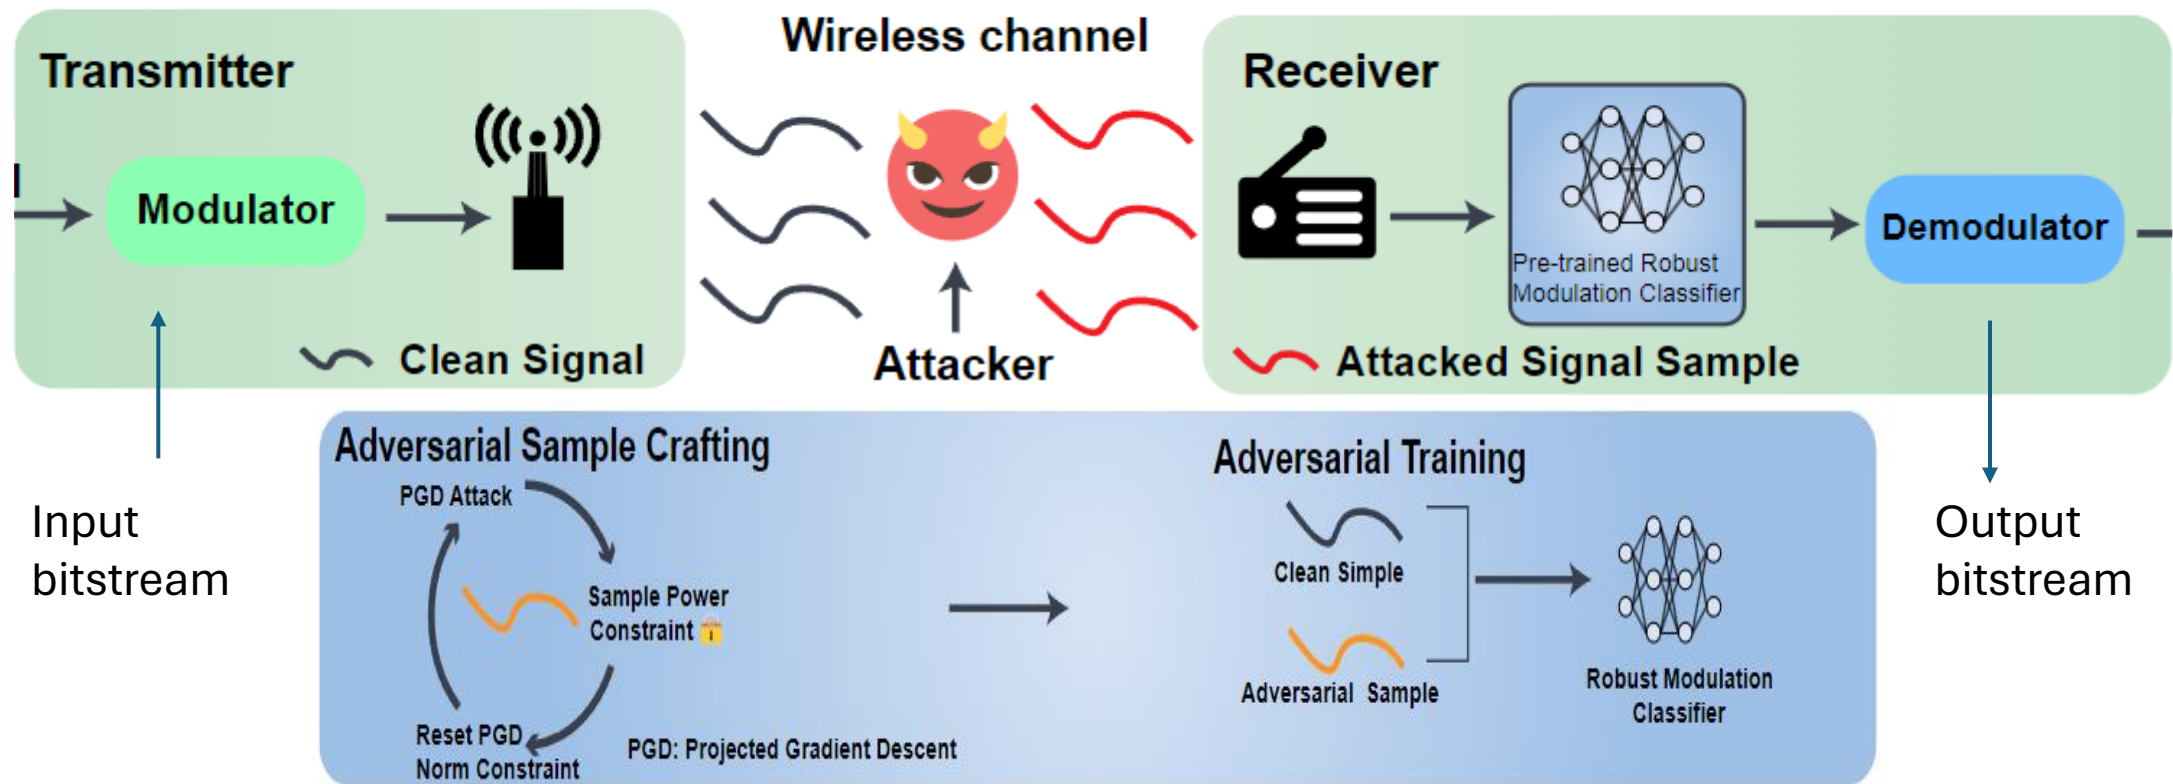 Wireless channel
Transmitter
Receiver
Modulator
Demodulator
Pre-trained Robust
Modulation Classifier
Clean Signal
Attacker
Attacked Signal Sample
Input
bitstream
Adversarial Sample Crafting
PGD Attack
Sample Power
Constraint
Reset PGD
Norm Constraint
PGD: Projected Gradient Descent
Adversarial Training
Clean Simple
Adversarial Sample
Robust Modulation
Classifier
Output
bitstream